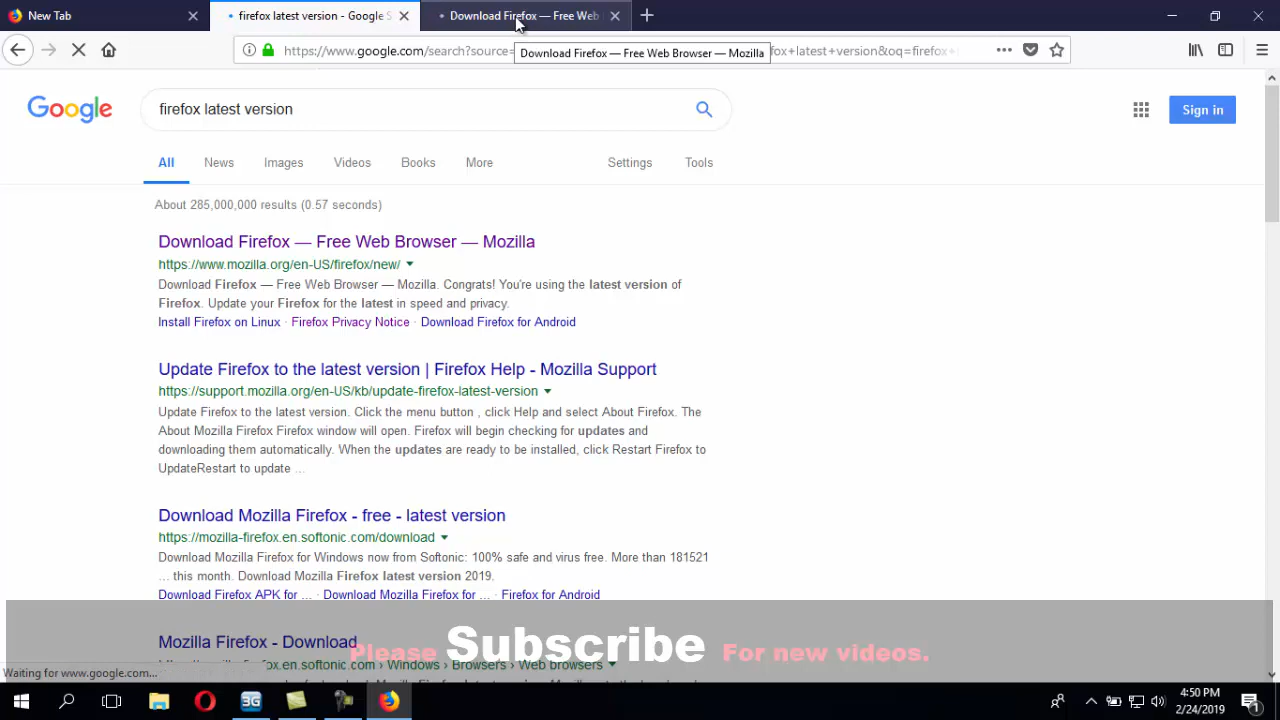 New Tab
firefox latest version - Google S
Download Firefox — Free Web
https://www.google.com/search?source=
Download Firefox — Free Web Browser — Mozilla
fox+latest+version&oq=firefox+
Google
firefox latest version
Sign in
All
News
Images
Videos
Books
More
Settings
Tools
About 285,000,000 results (0.57 seconds)
Download Firefox — Free Web Browser — Mozilla
https://www.mozilla.org/en-US/firefox/new/
Download Firefox — Free Web Browser — Mozilla. Congrats! You're using the latest version of
Firefox. Update your Firefox for the latest in speed and privacy.
Install Firefox on Linux · Firefox Privacy Notice · Download Firefox for Android
Update Firefox to the latest version | Firefox Help - Mozilla Support
https://support.mozilla.org/en-US/kb/update-firefox-latest-version
Update Firefox to the latest version. Click the menu button , click Help and select About Firefox. The
About Mozilla Firefox Firefox window will open. Firefox will begin checking for updates and
downloading them automatically. When the updates are ready to be installed, click Restart Firefox to
UpdateRestart to update ...
Download Mozilla Firefox - free - latest version
https://mozilla-firefox.en.softonic.com/download
Download Mozilla Firefox for Windows now from Softonic: 100% safe and virus free. More than 181521
... this month. Download Mozilla Firefox latest version 2019.
Download Firefox APK for ... · Download Mozilla Firefox for ... · Firefox for Android
Mozilla Firefox - Download
Please Subscribe For new videos.
https://mozilla-firefox.en.softonic.com › Windows › Browsers › Web browsers
Waiting for www.google.com...
3G
4:50 PM
2/24/2019
1